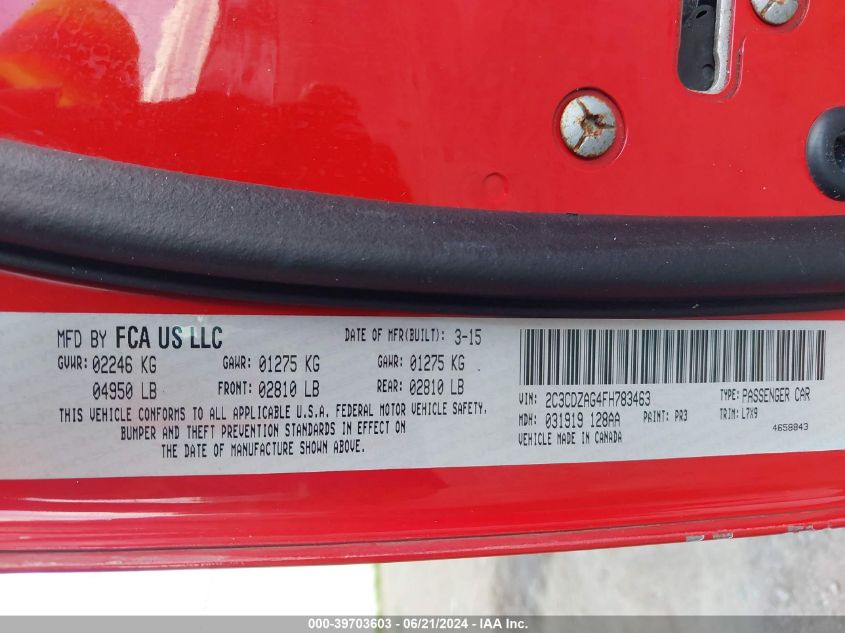 MFD BY FCA US LLC DATE OF MFR(BUILT): 3-15
GVWR: 02246 KG GAWR: 01275 KG GAWR: 01275 KG
04950 LB FRONT: 02810 LB REAR: 02810 LB
THIS VEHICLE CONFORMS TO ALL APPLICABLE U.S.A. FEDERAL MOTOR VEHICLE SAFETY,
BUMPER AND THEFT PREVENTION STANDARDS IN EFFECT ON
THE DATE OF MANUFACTURE SHOWN ABOVE.
VIN: 2C3CDZAG4FH783463 TYPE: PASSENGER CAR
MDH: 031919 128AA PAINT: PR3 TRIM: L7X9
VEHICLE MADE IN CANADA 4658843
000-39703603 - 06/21/2024 - IAA Inc.